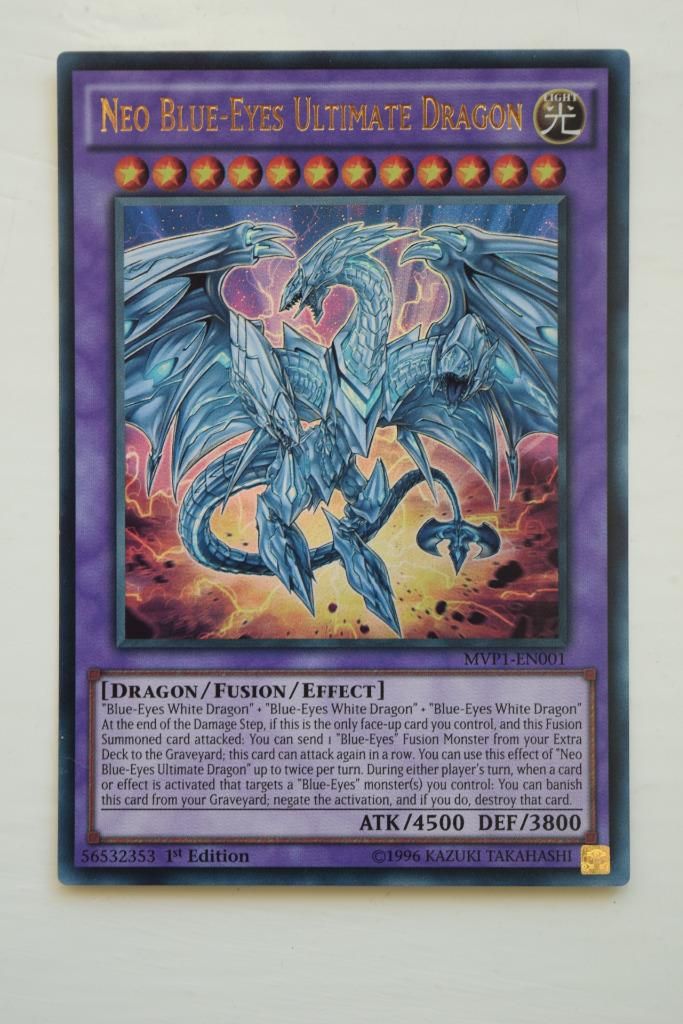 NEO BLUE-EYES ULTIMATE DRAGON
LIGHT
光
MVP1-EN001
[DRAGON/FUSION/EFFECT]
"Blue-Eyes White Dragon" + "Blue-Eyes White Dragon" + "Blue-Eyes White Dragon"
At the end of the Damage Step, if this is the only face-up card you control, and this Fusion
Summoned card attacked: You can send 1 "Blue-Eyes" Fusion Monster from your Extra
Deck to the Graveyard; this card can attack again in a row. You can use this effect of "Neo
Blue-Eyes Ultimate Dragon" up to twice per turn. During either player's turn, when a card
or effect is activated that targets a "Blue-Eyes" monster(s) you control: You can banish
this card from your Graveyard; negate the activation, and if you do, destroy that card.
ATK/4500 DEF/3800
56532353 1st Edition ©1996 KAZUKI TAKAHASHI